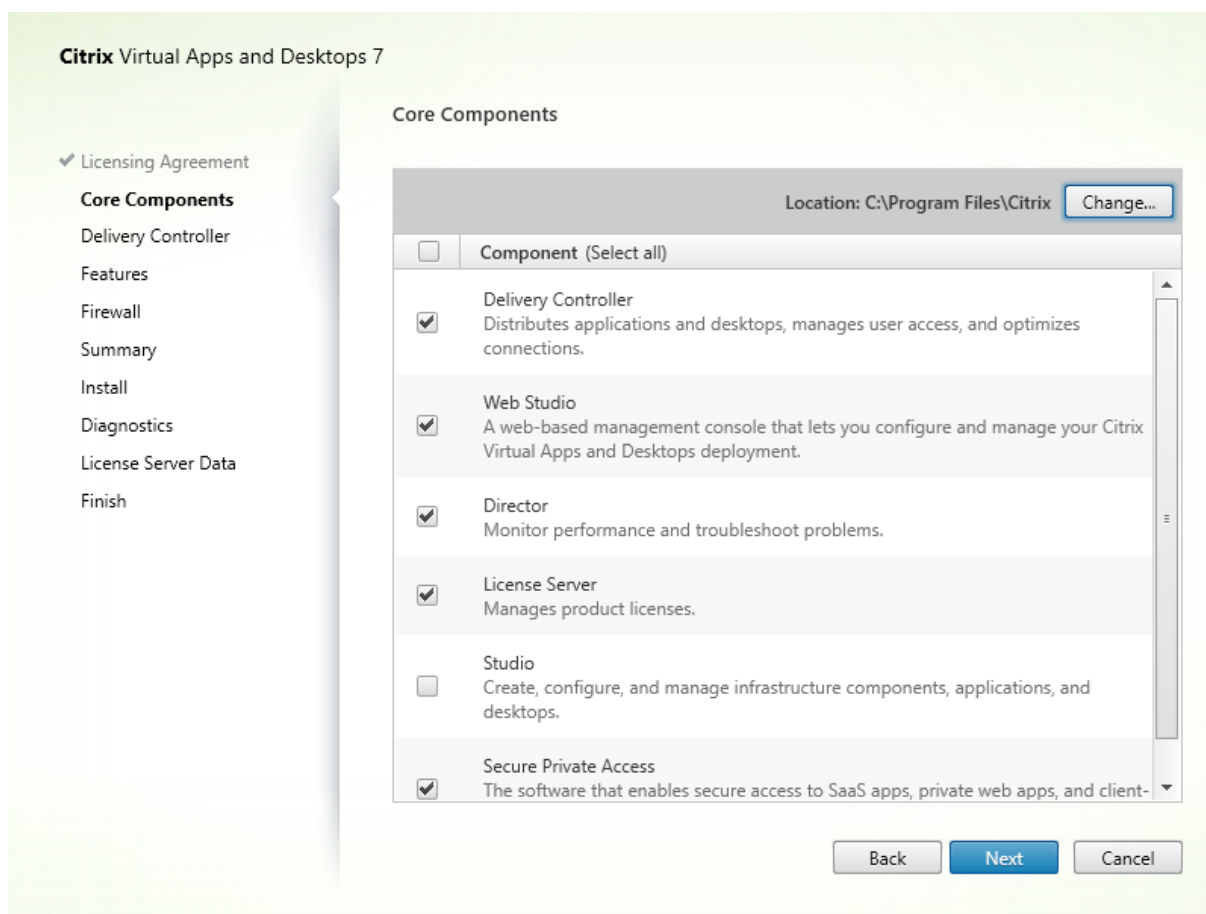 Citrix Virtual Apps and Desktops 7
Core Components
Licensing Agreement
Core Components
Delivery Controller
Features
Firewall
Summary
Install
Diagnostics
License Server Data
Finish
Location: C:\Program Files\Citrix
Change...
Component (Select all)
Delivery Controller
Distributes applications and desktops, manages user access, and optimizes
connections.
Web Studio
A web-based management console that lets you configure and manage your Citrix
Virtual Apps and Desktops deployment.
Director
Monitor performance and troubleshoot problems.
License Server
Manages product licenses.
Studio
Create, configure, and manage infrastructure components, applications, and
desktops.
Secure Private Access
The software that enables secure access to SaaS apps, private web apps, and client-
Back
Next
Cancel